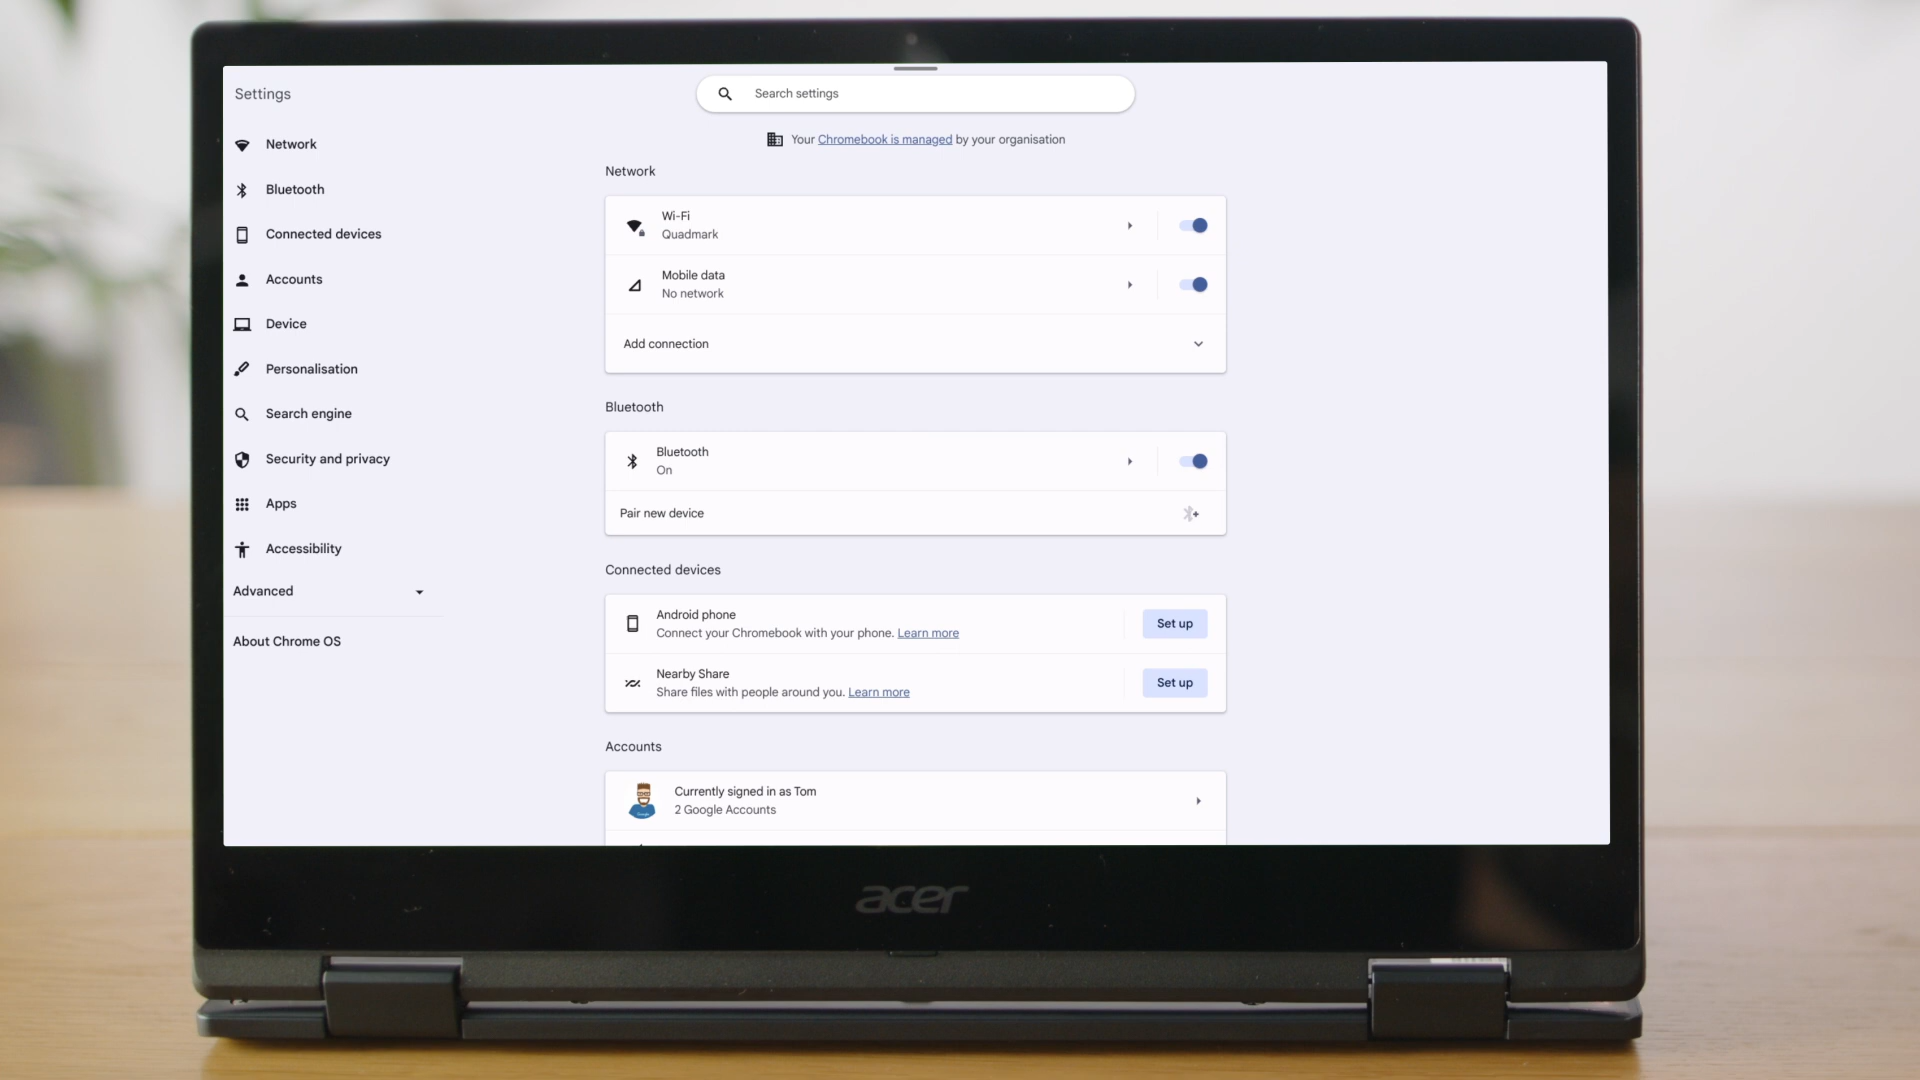 Settings
Search settings
Your Chromebook is managed by your organisation
Network
Bluetooth
Connected devices
Accounts
Device
Personalisation
Search engine
Security and privacy
Apps
Accessibility
Advanced
About Chrome OS
Network
Wi-Fi
Quadmark
Mobile data
No network
Add connection
Bluetooth
Bluetooth
On
Pair new device
Connected devices
Android phone
Connect your Chromebook with your phone. Learn more
Set up
Nearby Share
Share files with people around you. Learn more
Set up
Accounts
Currently signed in as Tom
2 Google Accounts
acer